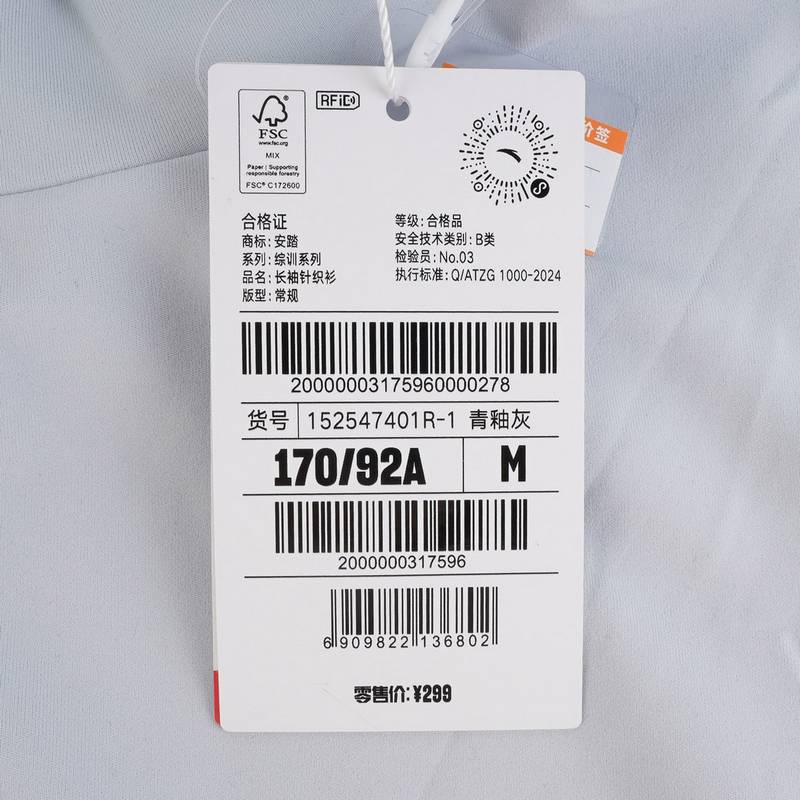 RFiD
FSC
www.fsc.org
MIX
Paper | Supporting
responsible forestry
FSC® C172600
价签
合格证
商标:安踏
系列:综训系列
品名:长袖针织衫
版型:常规
等级:合格品
安全技术类别:B类
检验员:No.03
执行标准:Q/ATZG 1000-2024
20000003175960000278
货号 152547401R-1 青釉灰
170/92A M
2000000317596
6 909822 136802
零售价:¥299